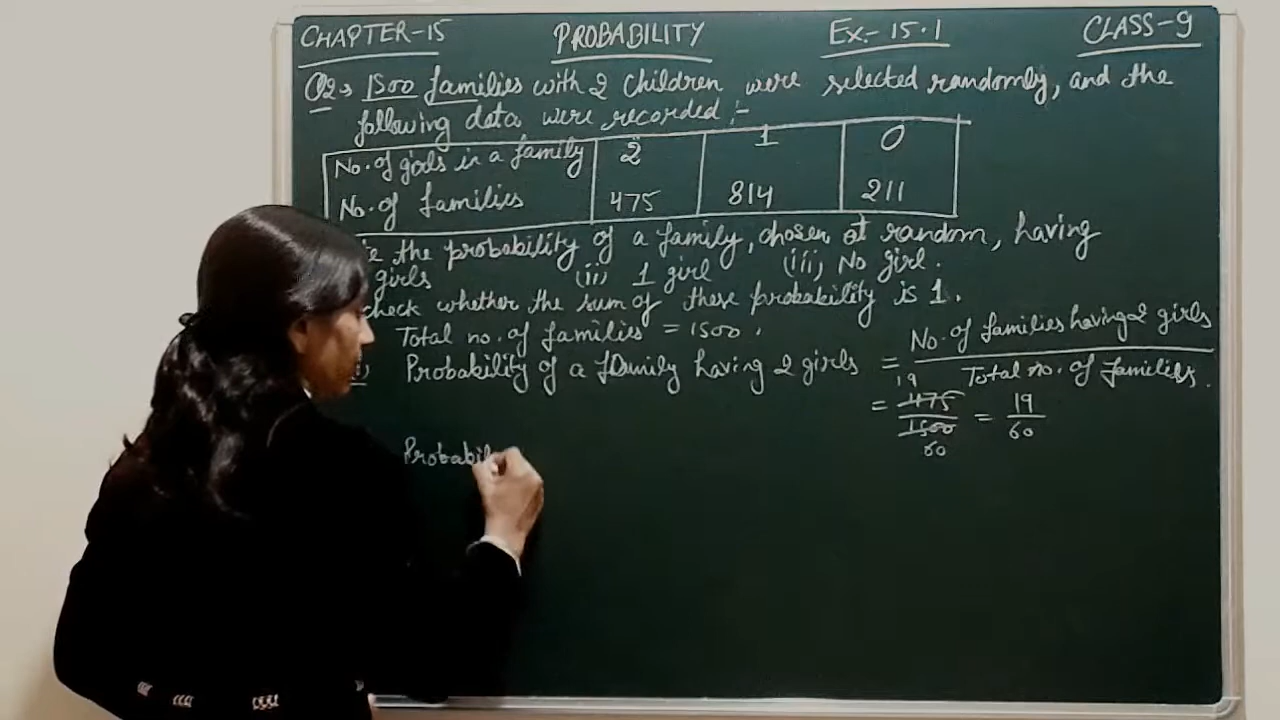 CHAPTER-15 PROBABILITY Ex.- 15.1 CLASS-9
Q2→ 1500 families with 2 Children were selected randomly, and the
following data were recorded :-
No. of girls in a family 2 1 0
No. of families 475 814 211
the probability of a family, chosen at random, having
girls (ii) 1 girl (iii) No girl.
check whether the sum of these probability is 1.
Total no. of families = 1500.
Probability of a family having 2 girls = No. of families having 2 girls / Total no. of families.
= 475/1500 = 19/60
19
60
Probabil